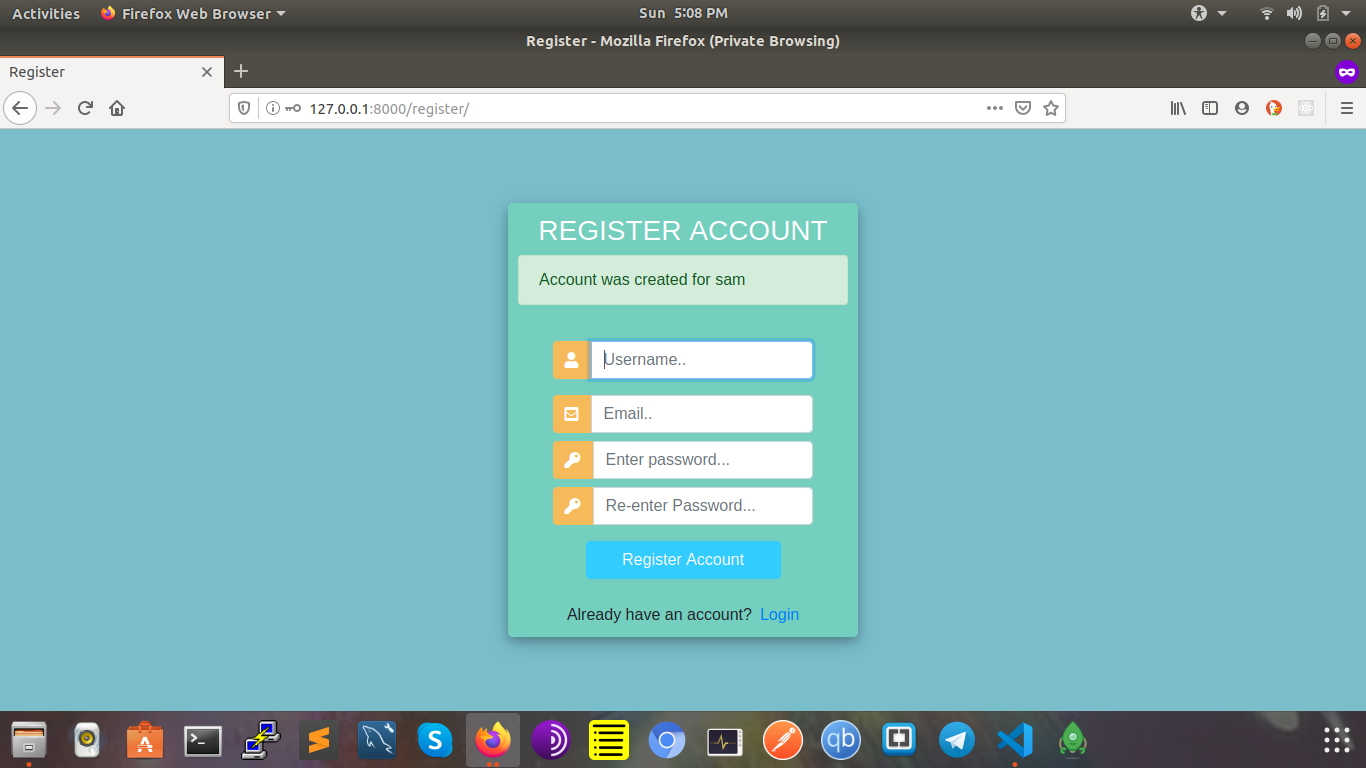 Activities Firefox Web Browser Sun 5:08 PM
Register - Mozilla Firefox (Private Browsing)
Register
127.0.0.1:8000/register/
REGISTER ACCOUNT
Account was created for sam
Username..
Email..
Enter password...
Re-enter Password...
Register Account
Already have an account? Login
S
qb